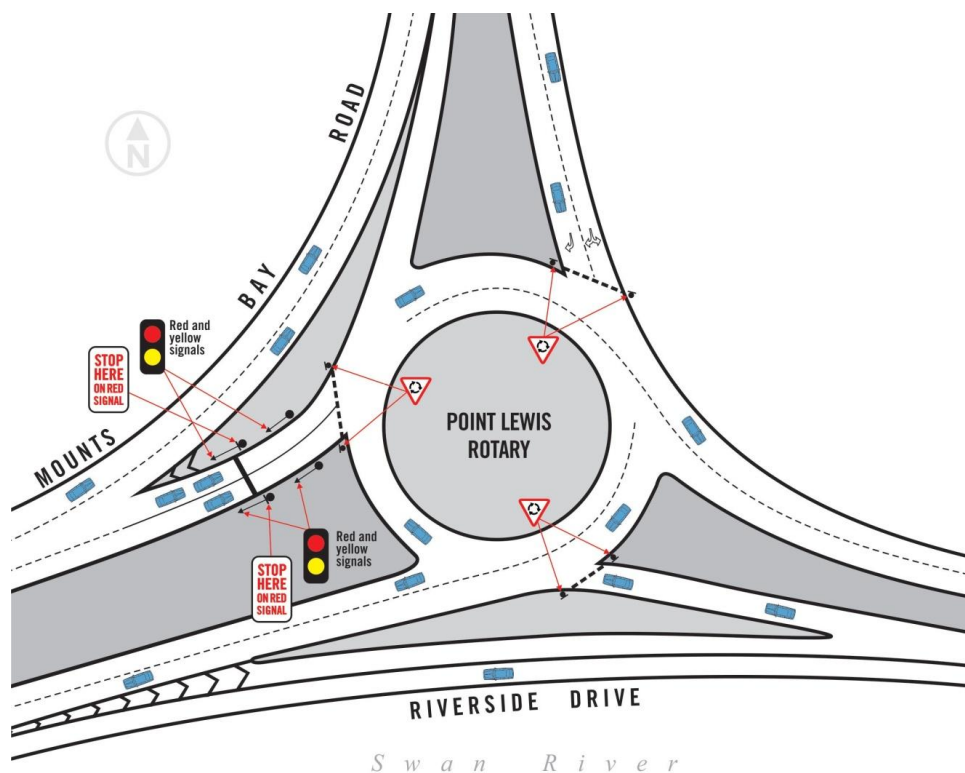 MOUNTS BAY ROAD
N
Red and
yellow
signals
STOP
HERE
ON RED
SIGNAL
POINT LEWIS
ROTARY
Red and
yellow
signals
STOP
HERE
ON RED
SIGNAL
RIVERSIDE DRIVE
Swan River